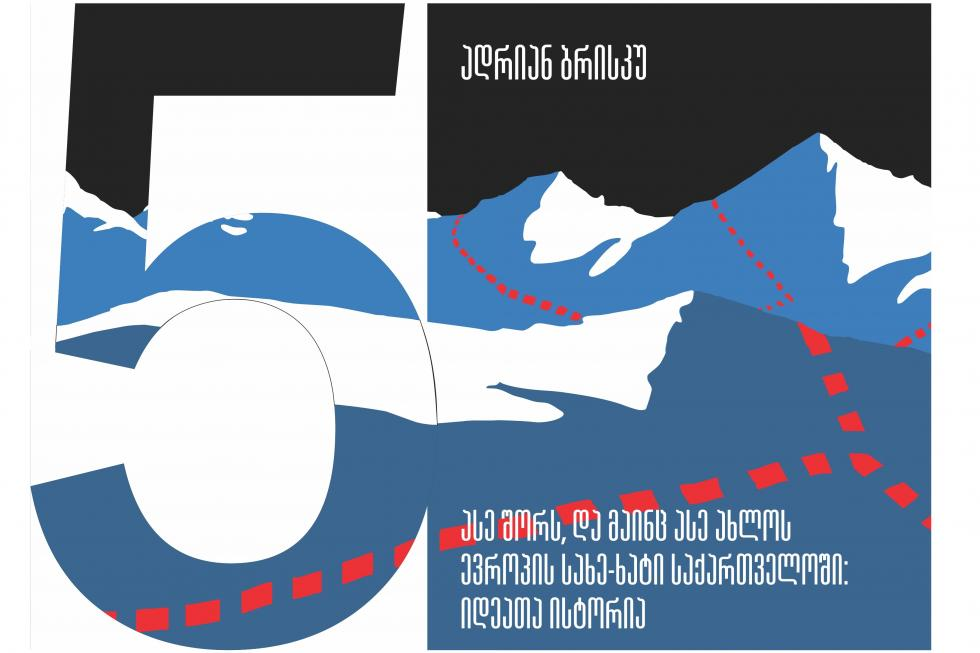 5
ადრიან ბრისკუ
ასე შორს, და მაინც ასე ახლოს
ევროპის სახე-ხატი საქართველოში:
იდეათა ისტორია